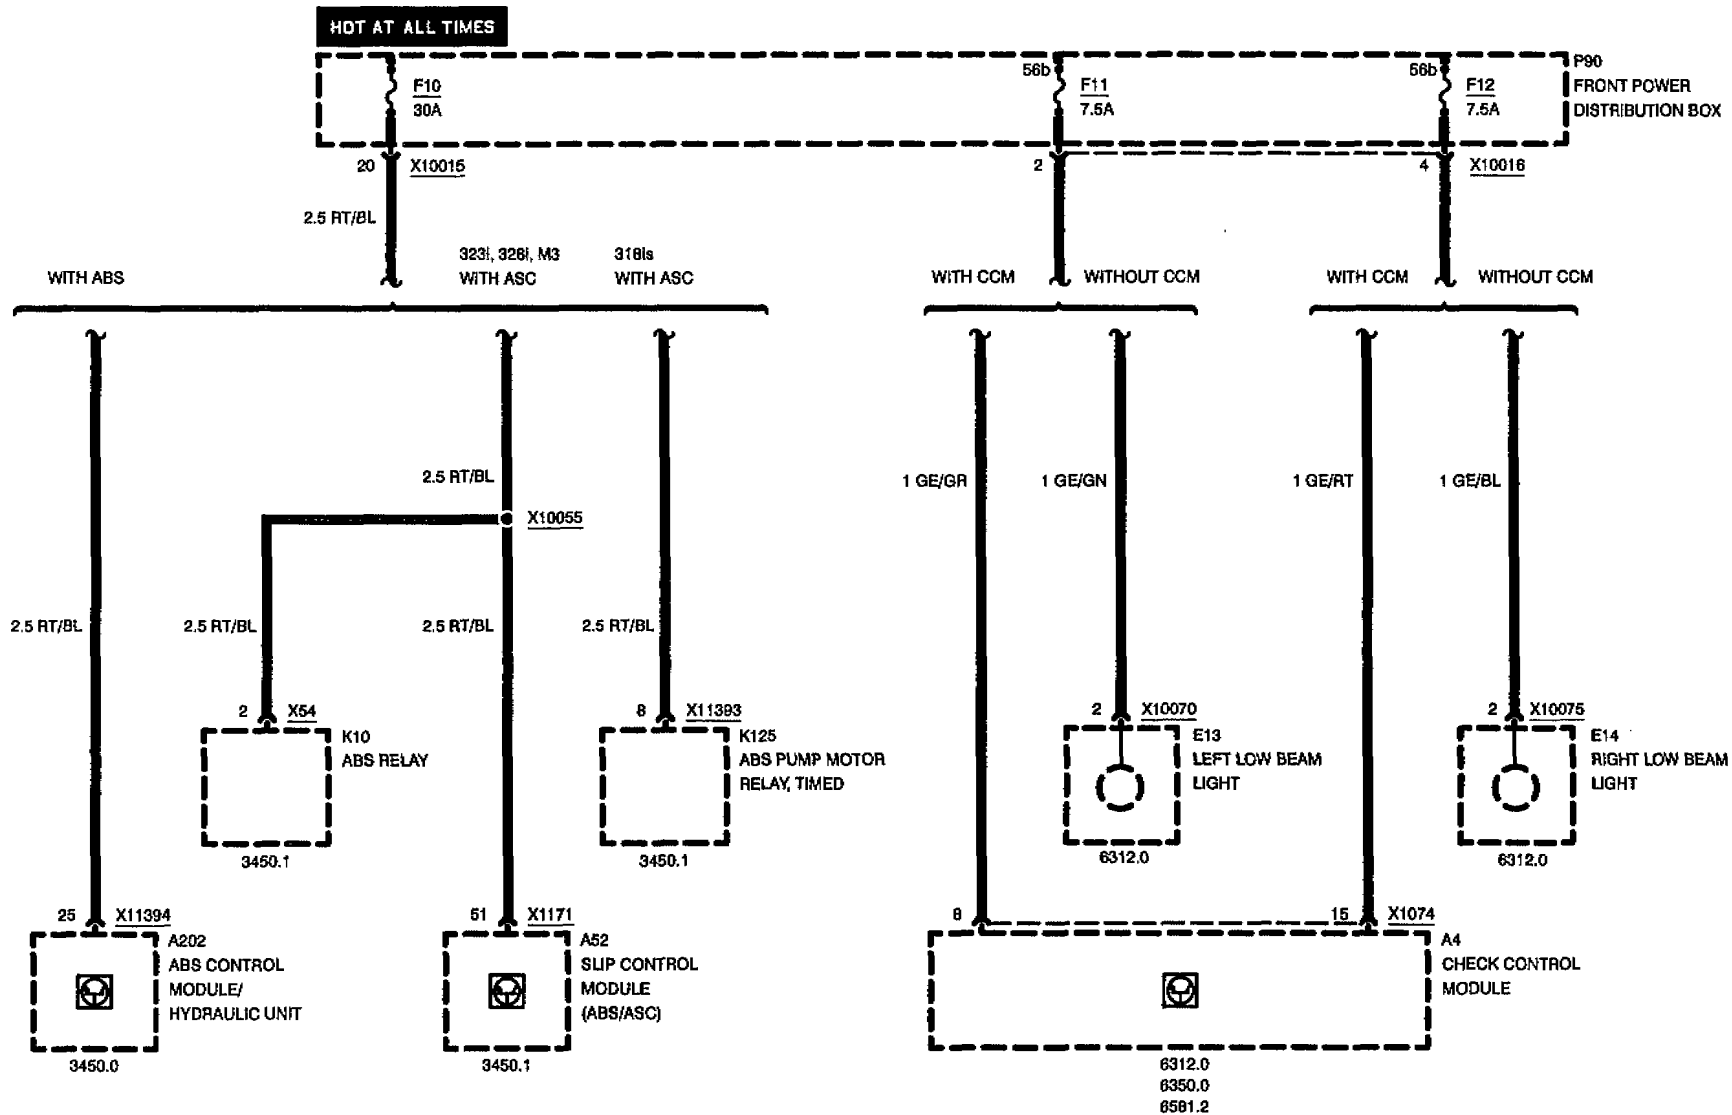 HOT AT ALL TIMES
F10
30A
56b
F11
7.5A
56b
F12
7.5A
P90
FRONT POWER
DISTRIBUTION BOX
20
X10015
2
4
X10016
2.5 RT/BL
WITH ABS
323i, 328i, M3
WITH ASC
318is
WITH ASC
WITH CCM
WITHOUT CCM
WITH CCM
WITHOUT CCM
2.5 RT/BL
1 GE/GR
1 GE/GN
1 GE/RT
1 GE/BL
X10055
2.5 RT/BL
2.5 RT/BL
2.5 RT/BL
2.5 RT/BL
2
X54
K10
ABS RELAY
3450.1
8
X11393
K125
ABS PUMP MOTOR
RELAY, TIMED
3450.1
2
X10070
E13
LEFT LOW BEAM
LIGHT
6312.0
2
X10075
E14
RIGHT LOW BEAM
LIGHT
6312.0
25
X11394
A202
ABS CONTROL
MODULE/
HYDRAULIC UNIT
3450.0
51
X1171
A52
SLIP CONTROL
MODULE
(ABS/ASC)
3450.1
8
15
X1074
A4
CHECK CONTROL
MODULE
6312.0
6350.0
6581.2